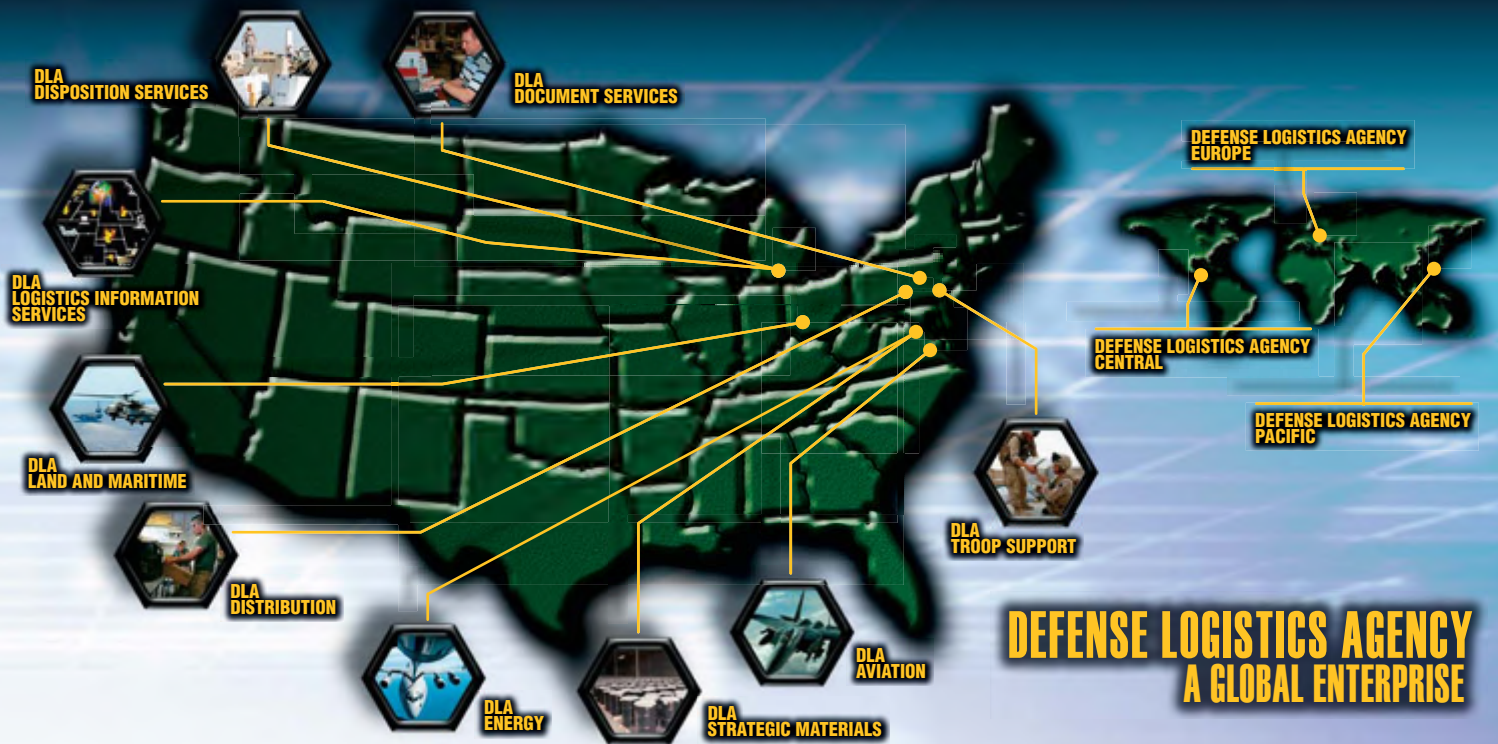 DLA
DISPOSITION SERVICES
DLA
DOCUMENT SERVICES
DEFENSE LOGISTICS AGENCY
EUROPE
DLA
LOGISTICS INFORMATION
SERVICES
DEFENSE LOGISTICS AGENCY
CENTRAL
DEFENSE LOGISTICS AGENCY
PACIFIC
DLA
LAND AND MARITIME
DLA
TROOP SUPPORT
DLA
DISTRIBUTION
DLA
AVIATION
DLA
ENERGY
DLA
STRATEGIC MATERIALS
DEFENSE LOGISTICS AGENCY
A GLOBAL ENTERPRISE